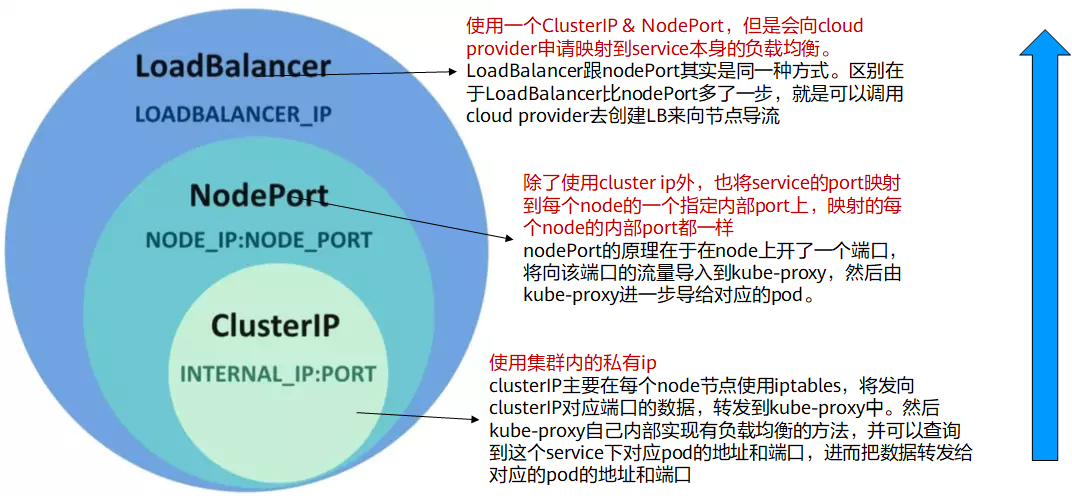 LoadBalancer
LOADBALANCER_IP
NodePort
NODE_IP:NODE_PORT
ClusterIP
INTERNAL_IP:PORT
使用一个ClusterIP & NodePort，但是会向cloud
provider申请映射到service本身的负载均衡。
LoadBalancer跟nodePort其实是同一种方式。区别在
于LoadBalancer比nodePort多了一步，就是可以调用
cloud provider去创建LB来向节点导流
除了使用cluster ip外，也将service的port映射
到每个node的一个指定内部port上，映射的每
个node的内部port都一样
nodePort的原理在于在node上开了一个端口，
将向该端口的流量导入到kube-proxy，然后由
kube-proxy进一步导给对应的pod。
使用集群内的私有ip
clusterIP主要在每个node节点使用iptables，将发向
clusterIP对应端口的数据，转发到kube-proxy中。然后
kube-proxy自己内部实现有负载均衡的方法，并可以查询
到这个service下对应pod的地址和端口，进而把数据转发给
对应的pod的地址和端口